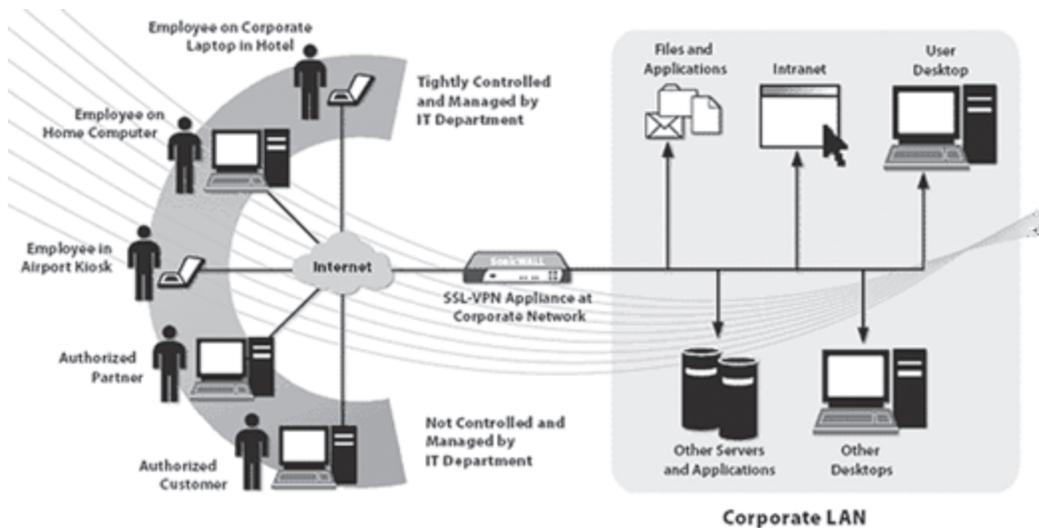 Employee on Corporate
Laptop in Hotel
Tightly Controlled
and Managed by
IT Department
Employee on
Home Computer
Employee in
Airport Kiosk
Internet
SonicWALL
SSL-VPN Appliance at
Corporate Network
Authorized
Partner
Authorized
Customer
Not Controlled and
Managed by
IT Department
Files and
Applications
Intranet
User
Desktop
Other Servers
and Applications
Other
Desktops
Corporate LAN